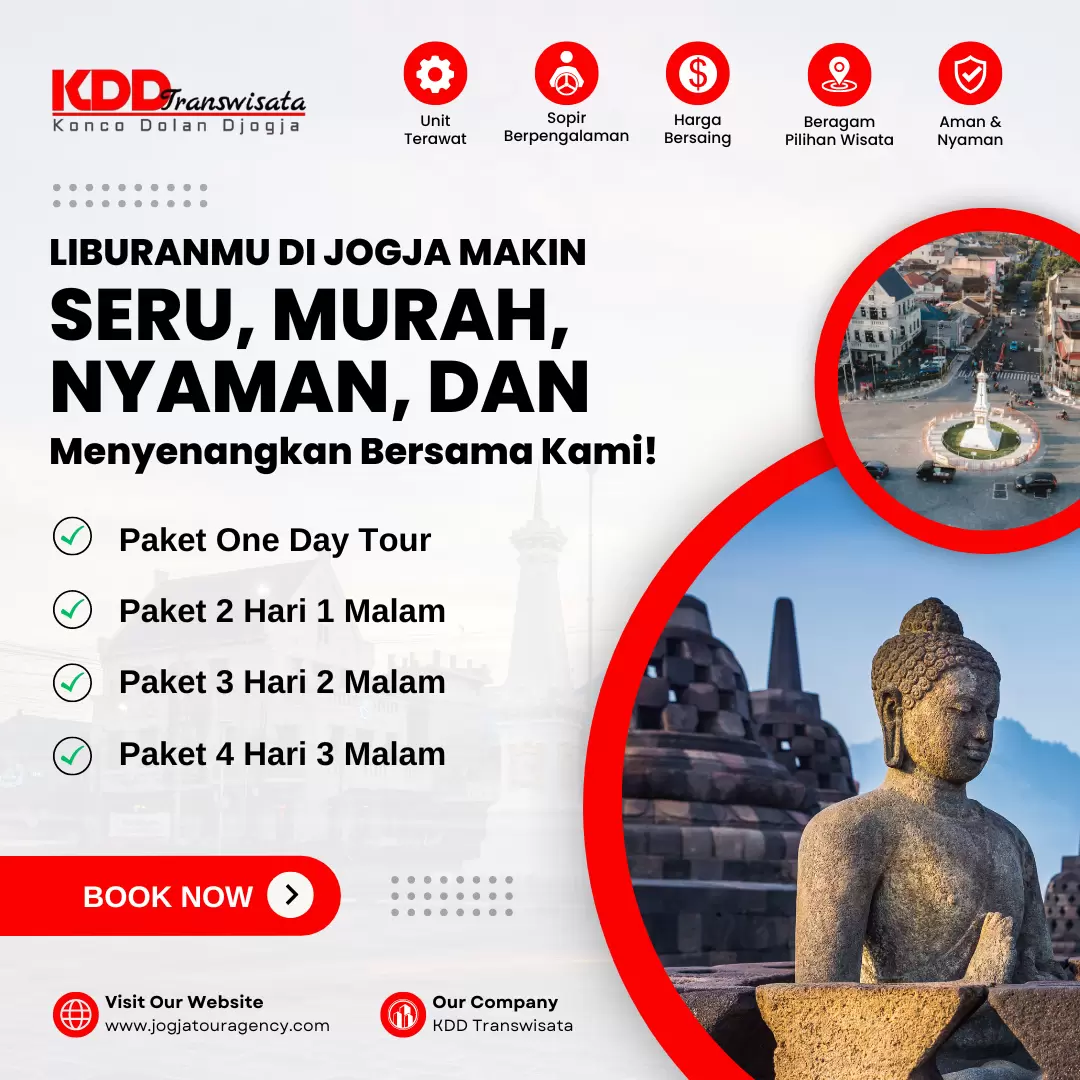 KDD Transwisata
Konco Dolan Djogja
Unit
Terawat
Sopir
Berpengalaman
Harga
Bersaing
Beragam
Pilihan Wisata
Aman &
Nyaman
LIBURANMU DI JOGJA MAKIN
SERU, MURAH,
NYAMAN, DAN
Menyenangkan Bersama Kami!
Paket One Day Tour
Paket 2 Hari 1 Malam
Paket 3 Hari 2 Malam
Paket 4 Hari 3 Malam
BOOK NOW
Visit Our Website
www.jogjatouragency.com
Our Company
KDD Transwisata